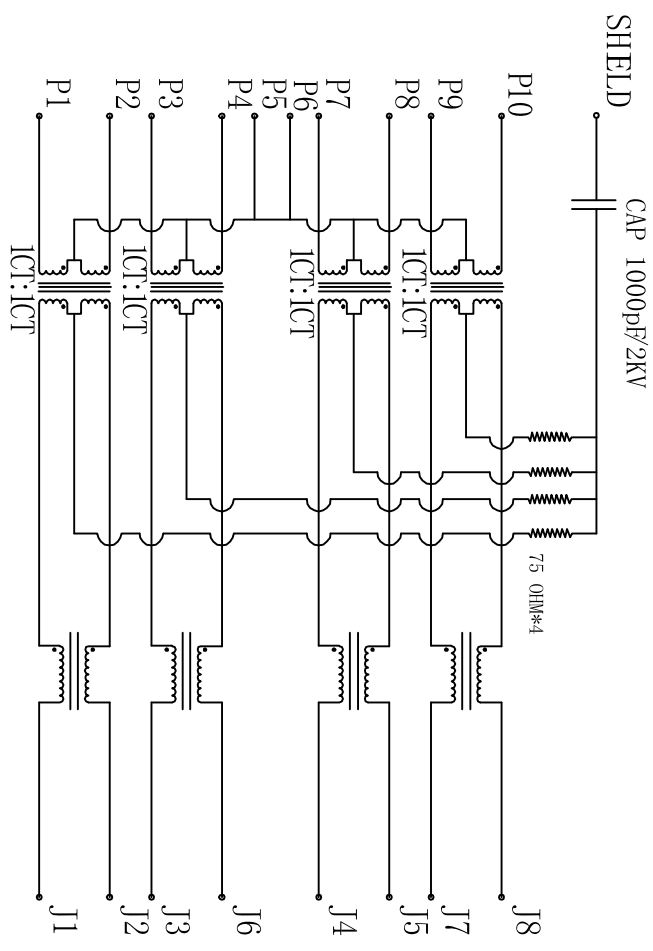 SHIELD
CAP 1000pF/2KV
P10
P9
P8
P7
P6
P5
P4
P3
P2
P1
1CT:1CT
1CT:1CT
1CT:1CT
1CT:1CT
75 OHM*4
J8
J7
J5
J4
J6
J3
J2
J1